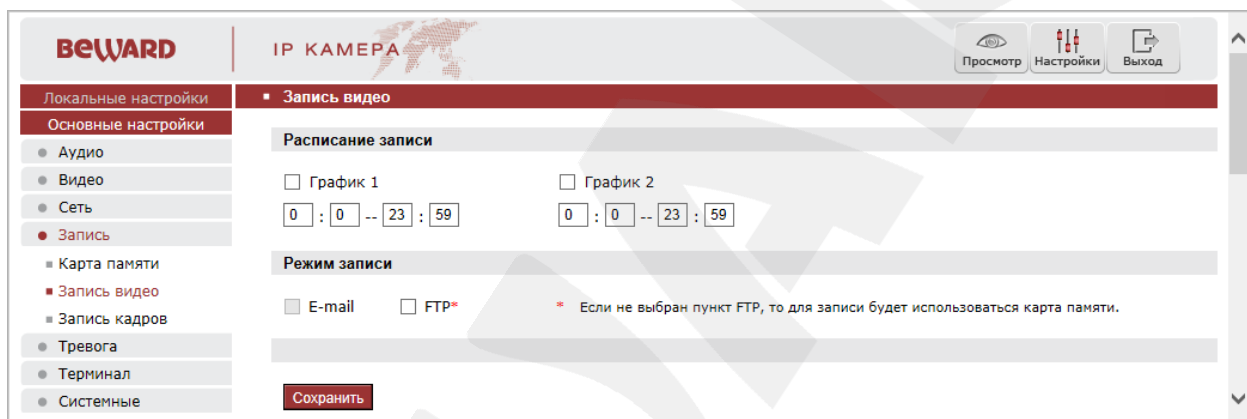 BEWARD IP КАМЕРА Просмотр Настройки Выход
Локальные настройки
Запись видео
Основные настройки
Расписание записи
Аудио
Видео
График 1 График 2
Сеть
0 : 0 -- 23 : 59 0 : 0 -- 23 : 59
Запись
Карта памяти
Режим записи
Запись видео
E-mail FTP* * Если не выбран пункт FTP, то для записи будет использоваться карта памяти.
Запись кадров
Тревога
Терминал
Системные
Сохранить